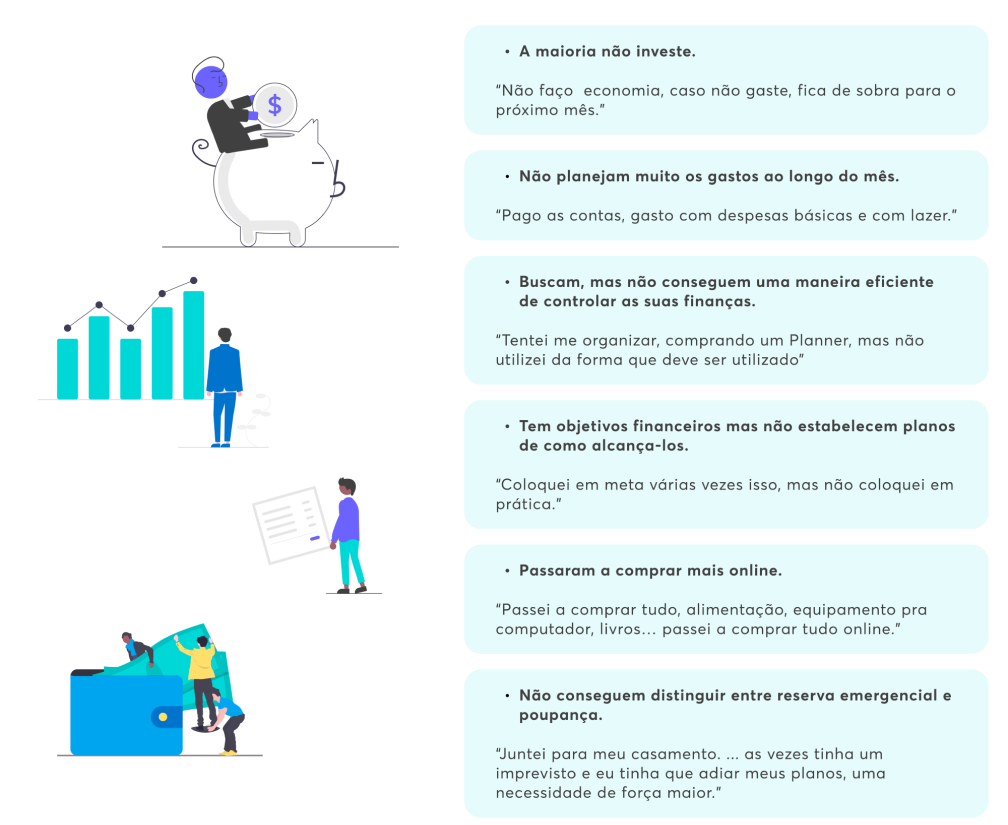 • A maioria não investe.
“Não faço  economia, caso não gaste, fica de sobra para o
próximo mês.”
• Não planejam muito os gastos ao longo do mês.
“Pago as contas, gasto com despesas básicas e com lazer.”
• Buscam, mas não conseguem uma maneira eficiente
de controlar as suas finanças.
“Tentei me organizar, comprando um Planner, mas não
utilizei da forma que deve ser utilizado”
• Tem objetivos financeiros mas não estabelecem planos
de como alcança-los.
“Coloquei em meta várias vezes isso, mas não coloquei em
prática.”
• Passaram a comprar mais online.
“Passei a comprar tudo, alimentação, equipamento pra
computador, livros... passei a comprar tudo online.”
• Não conseguem distinguir entre reserva emergencial e
poupança.
“Juntei para meu casamento. ... as vezes tinha um
imprevisto e eu tinha que adiar meus planos, uma
necessidade de força maior.”
$